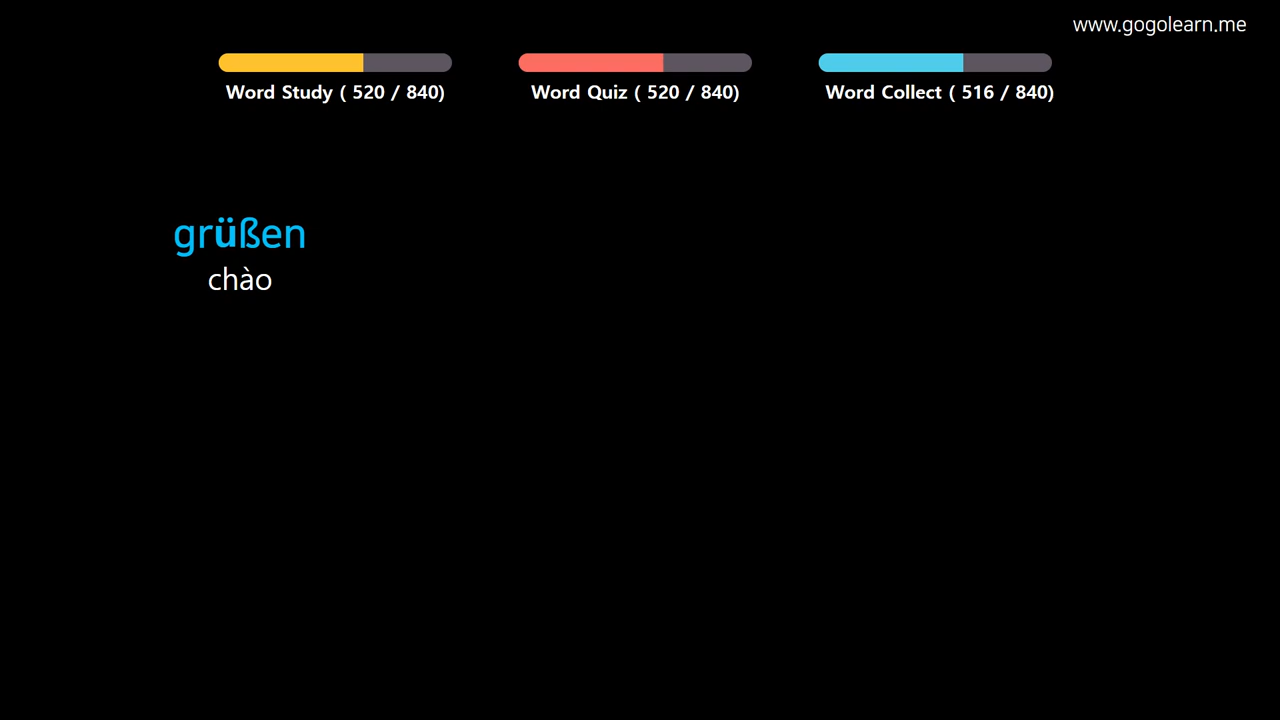 www.gogolearn.me
Word Study ( 520 / 840)
Word Quiz ( 520 / 840)
Word Collect ( 516 / 840)
grüßen
chào